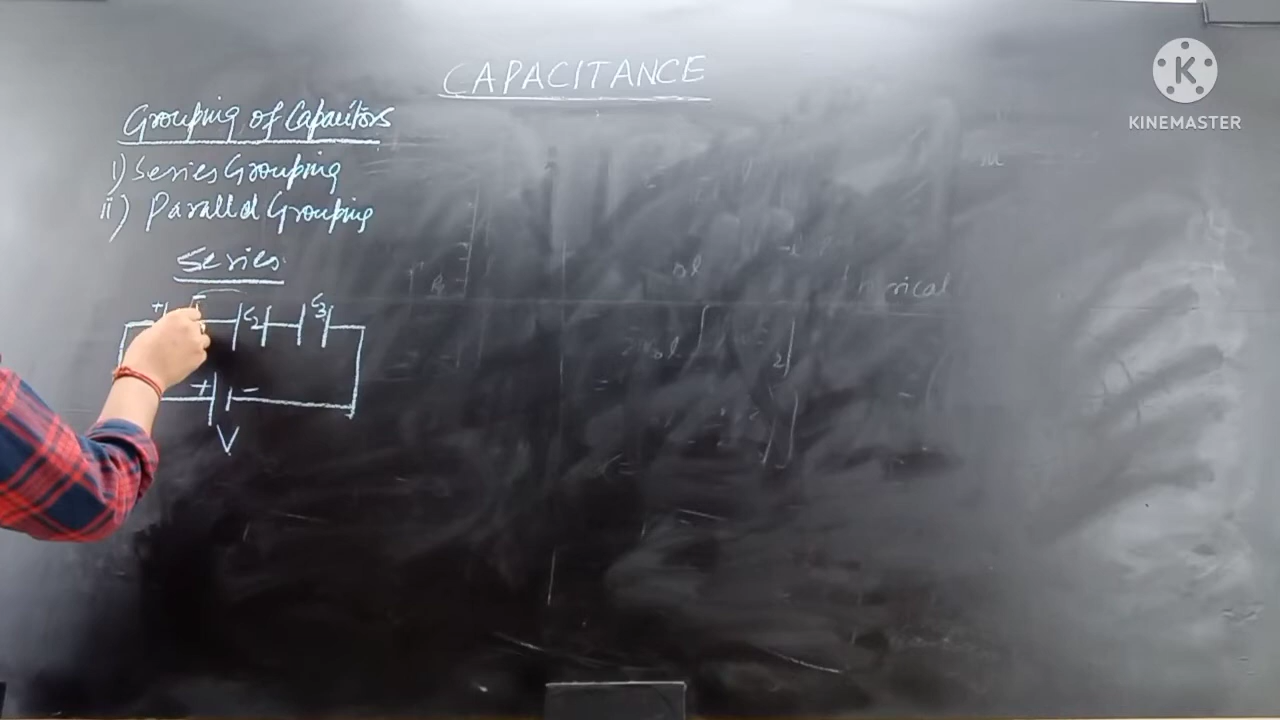 CAPACITANCE
KINEMASTER
Grouping of Capacitors
i) Series Grouping
ii) Parallel Grouping
Series
+ - C2 C3
+ -
V